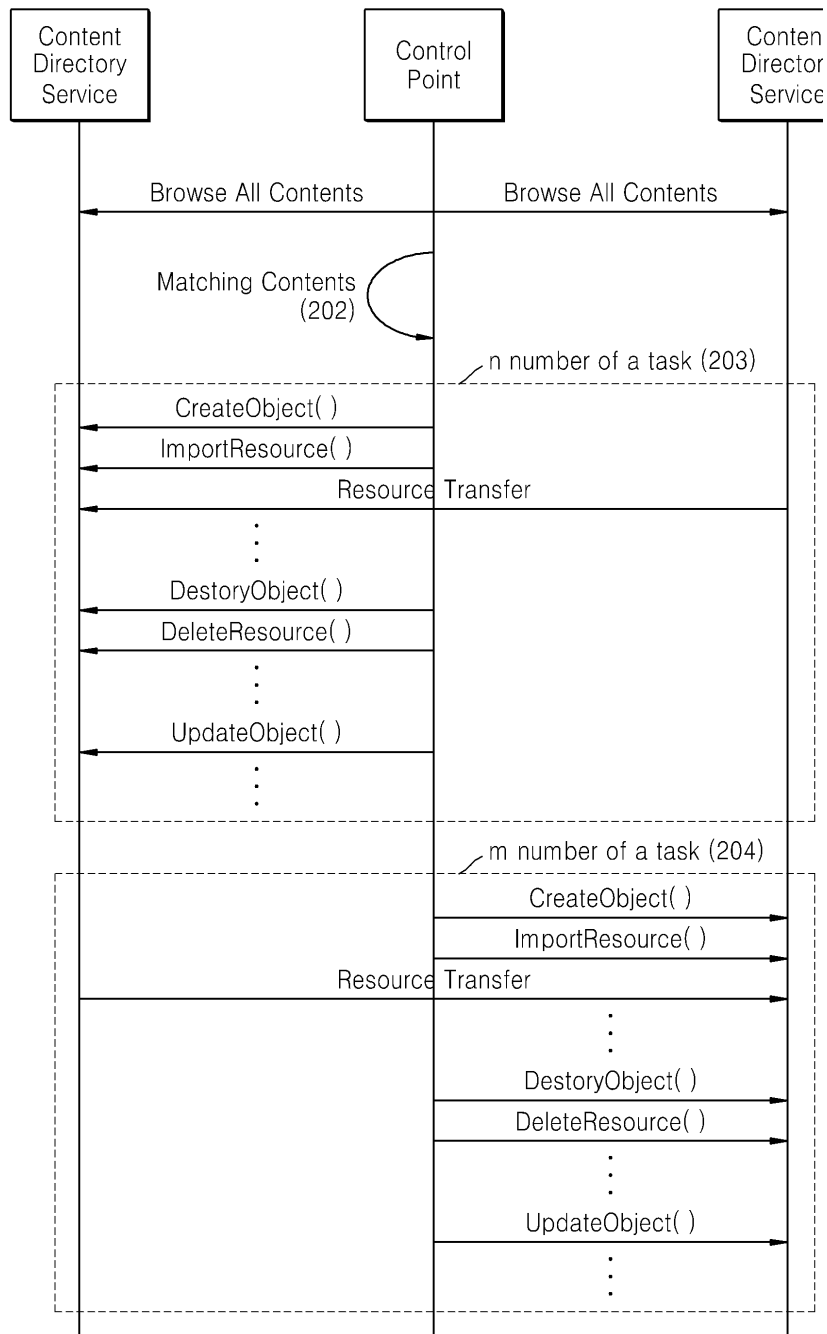 Content
Directory
Service
Control
Point
Conten
Director
Service
Browse All Contents
Browse All Contents
Matching Contents
(202)
n number of a task (203)
CreateObject( )
ImportResource( )
Resource Transfer
DestoryObject( )
DeleteResource( )
UpdateObject( )
m number of a task (204)
CreateObject( )
ImportResource( )
Resource Transfer
DestoryObject( )
DeleteResource( )
UpdateObject( )